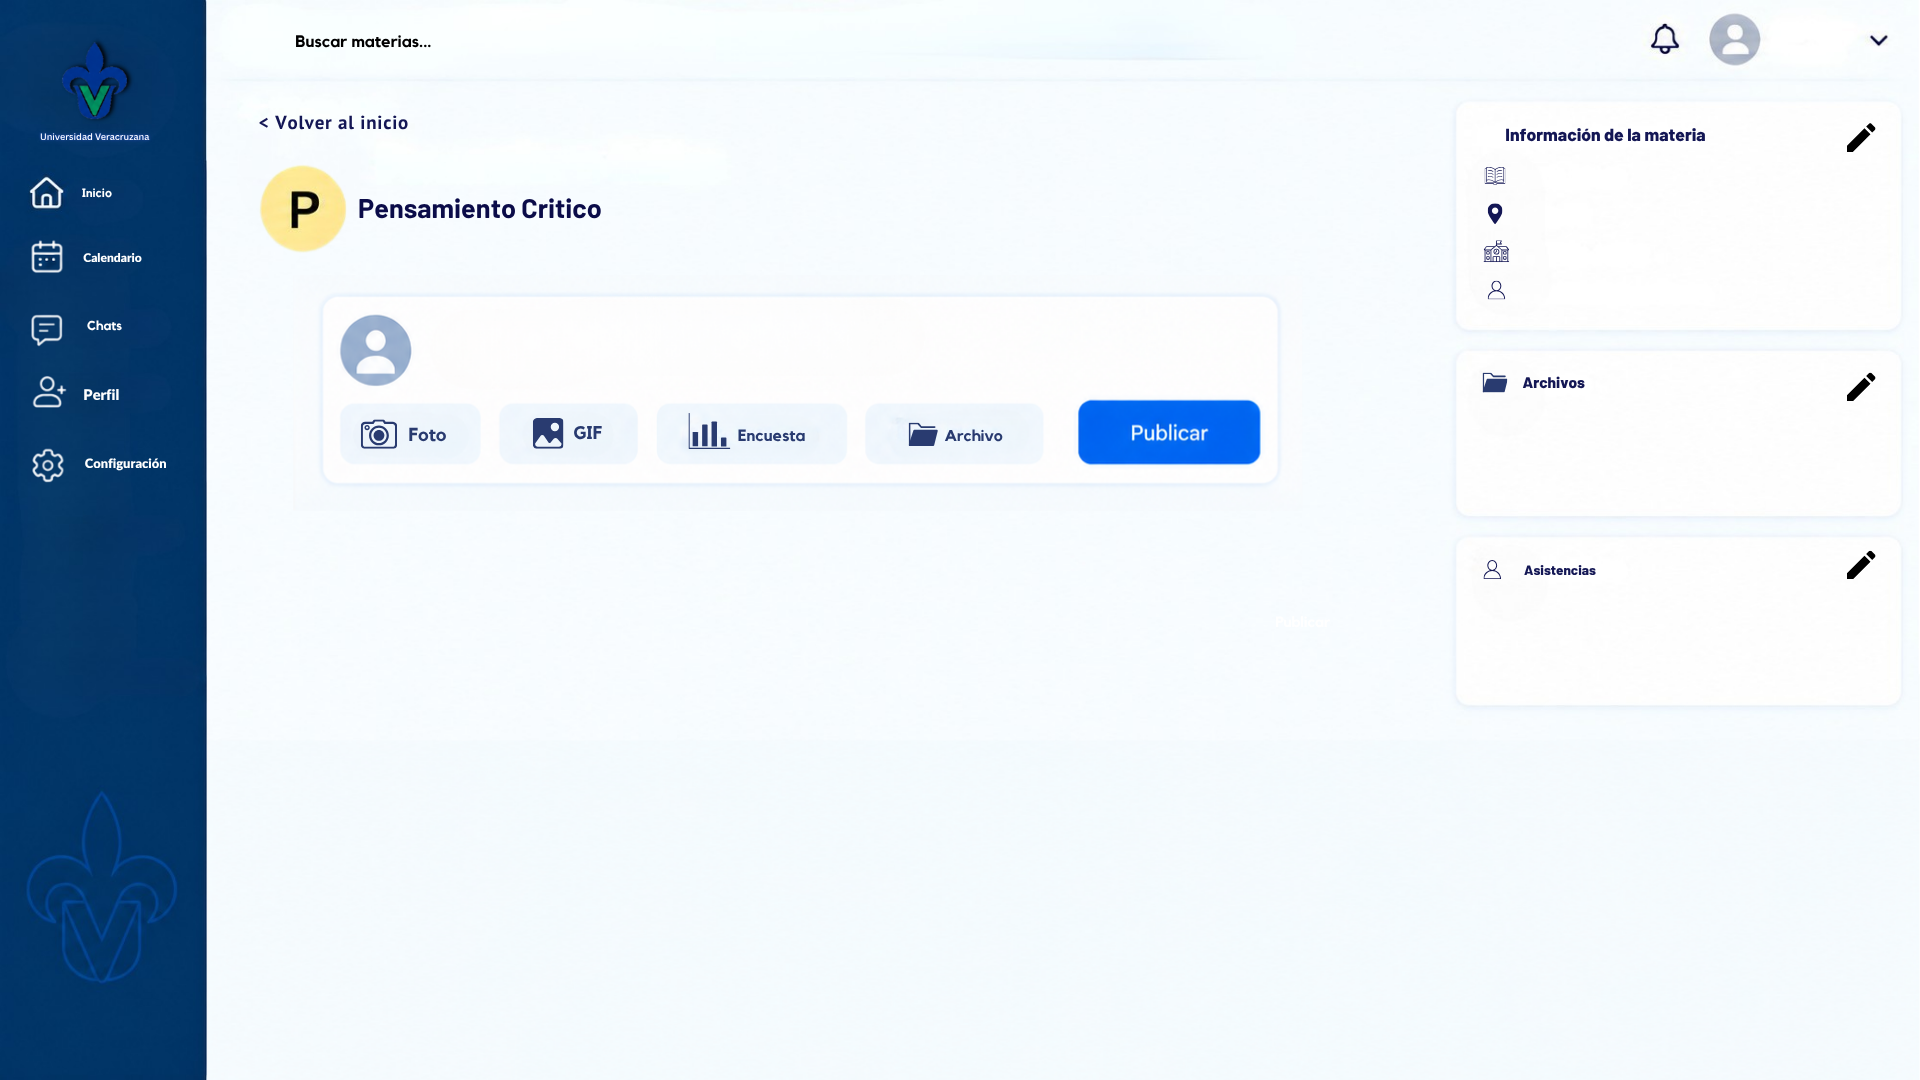 Buscar materias...
Universidad Veracruzana
Inicio
Calendario
Chats
Perfil
Configuración
< Volver al inicio
P
Pensamiento Critico
Foto
GIF
Encuesta
Archivo
Publicar
Información de la materia
Archivos
Asistencias